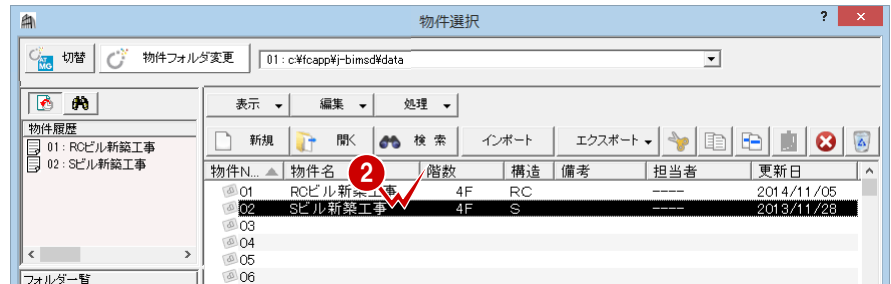 物件選択
? ×
AT MG 切替 物件フォルダ変更 01 : c:¥fcapp¥j-bimsd¥data
表示 編集 処理
物件履歴
新規 開く 検索 インポート エクスポート
01 : RCビル新築工事
02 : Sビル新築工事
物件N... 物件名 階数 構造 備考 担当者 更新日
2
01 RCビル新築工事 4F RC ---- 2014/11/05
02 Sビル新築工事 4F S ---- 2013/11/28
03
04
05
06
フォルダ一覧